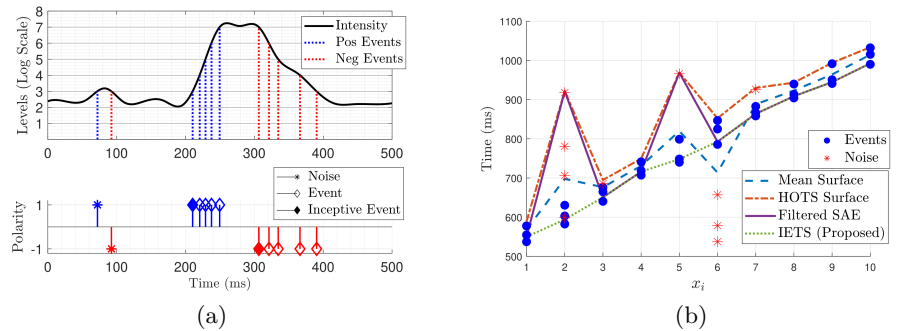 8
7
6
5
4
3
2
1
Levels (Log Scale)
Intensity
Pos Events
Neg Events
0 100 200 300 400 500
Noise
Event
Inceptive Event
1
-1
Polarity
0 100 200 300 400 500
Time (ms)
(a)
1100
1000
900
800
700
600
500
Time (ms)
Events
Noise
Mean Surface
HOTS Surface
Filtered SAE
IETS (Proposed)
1 2 3 4 5 6 7 8 9 10
xi
(b)